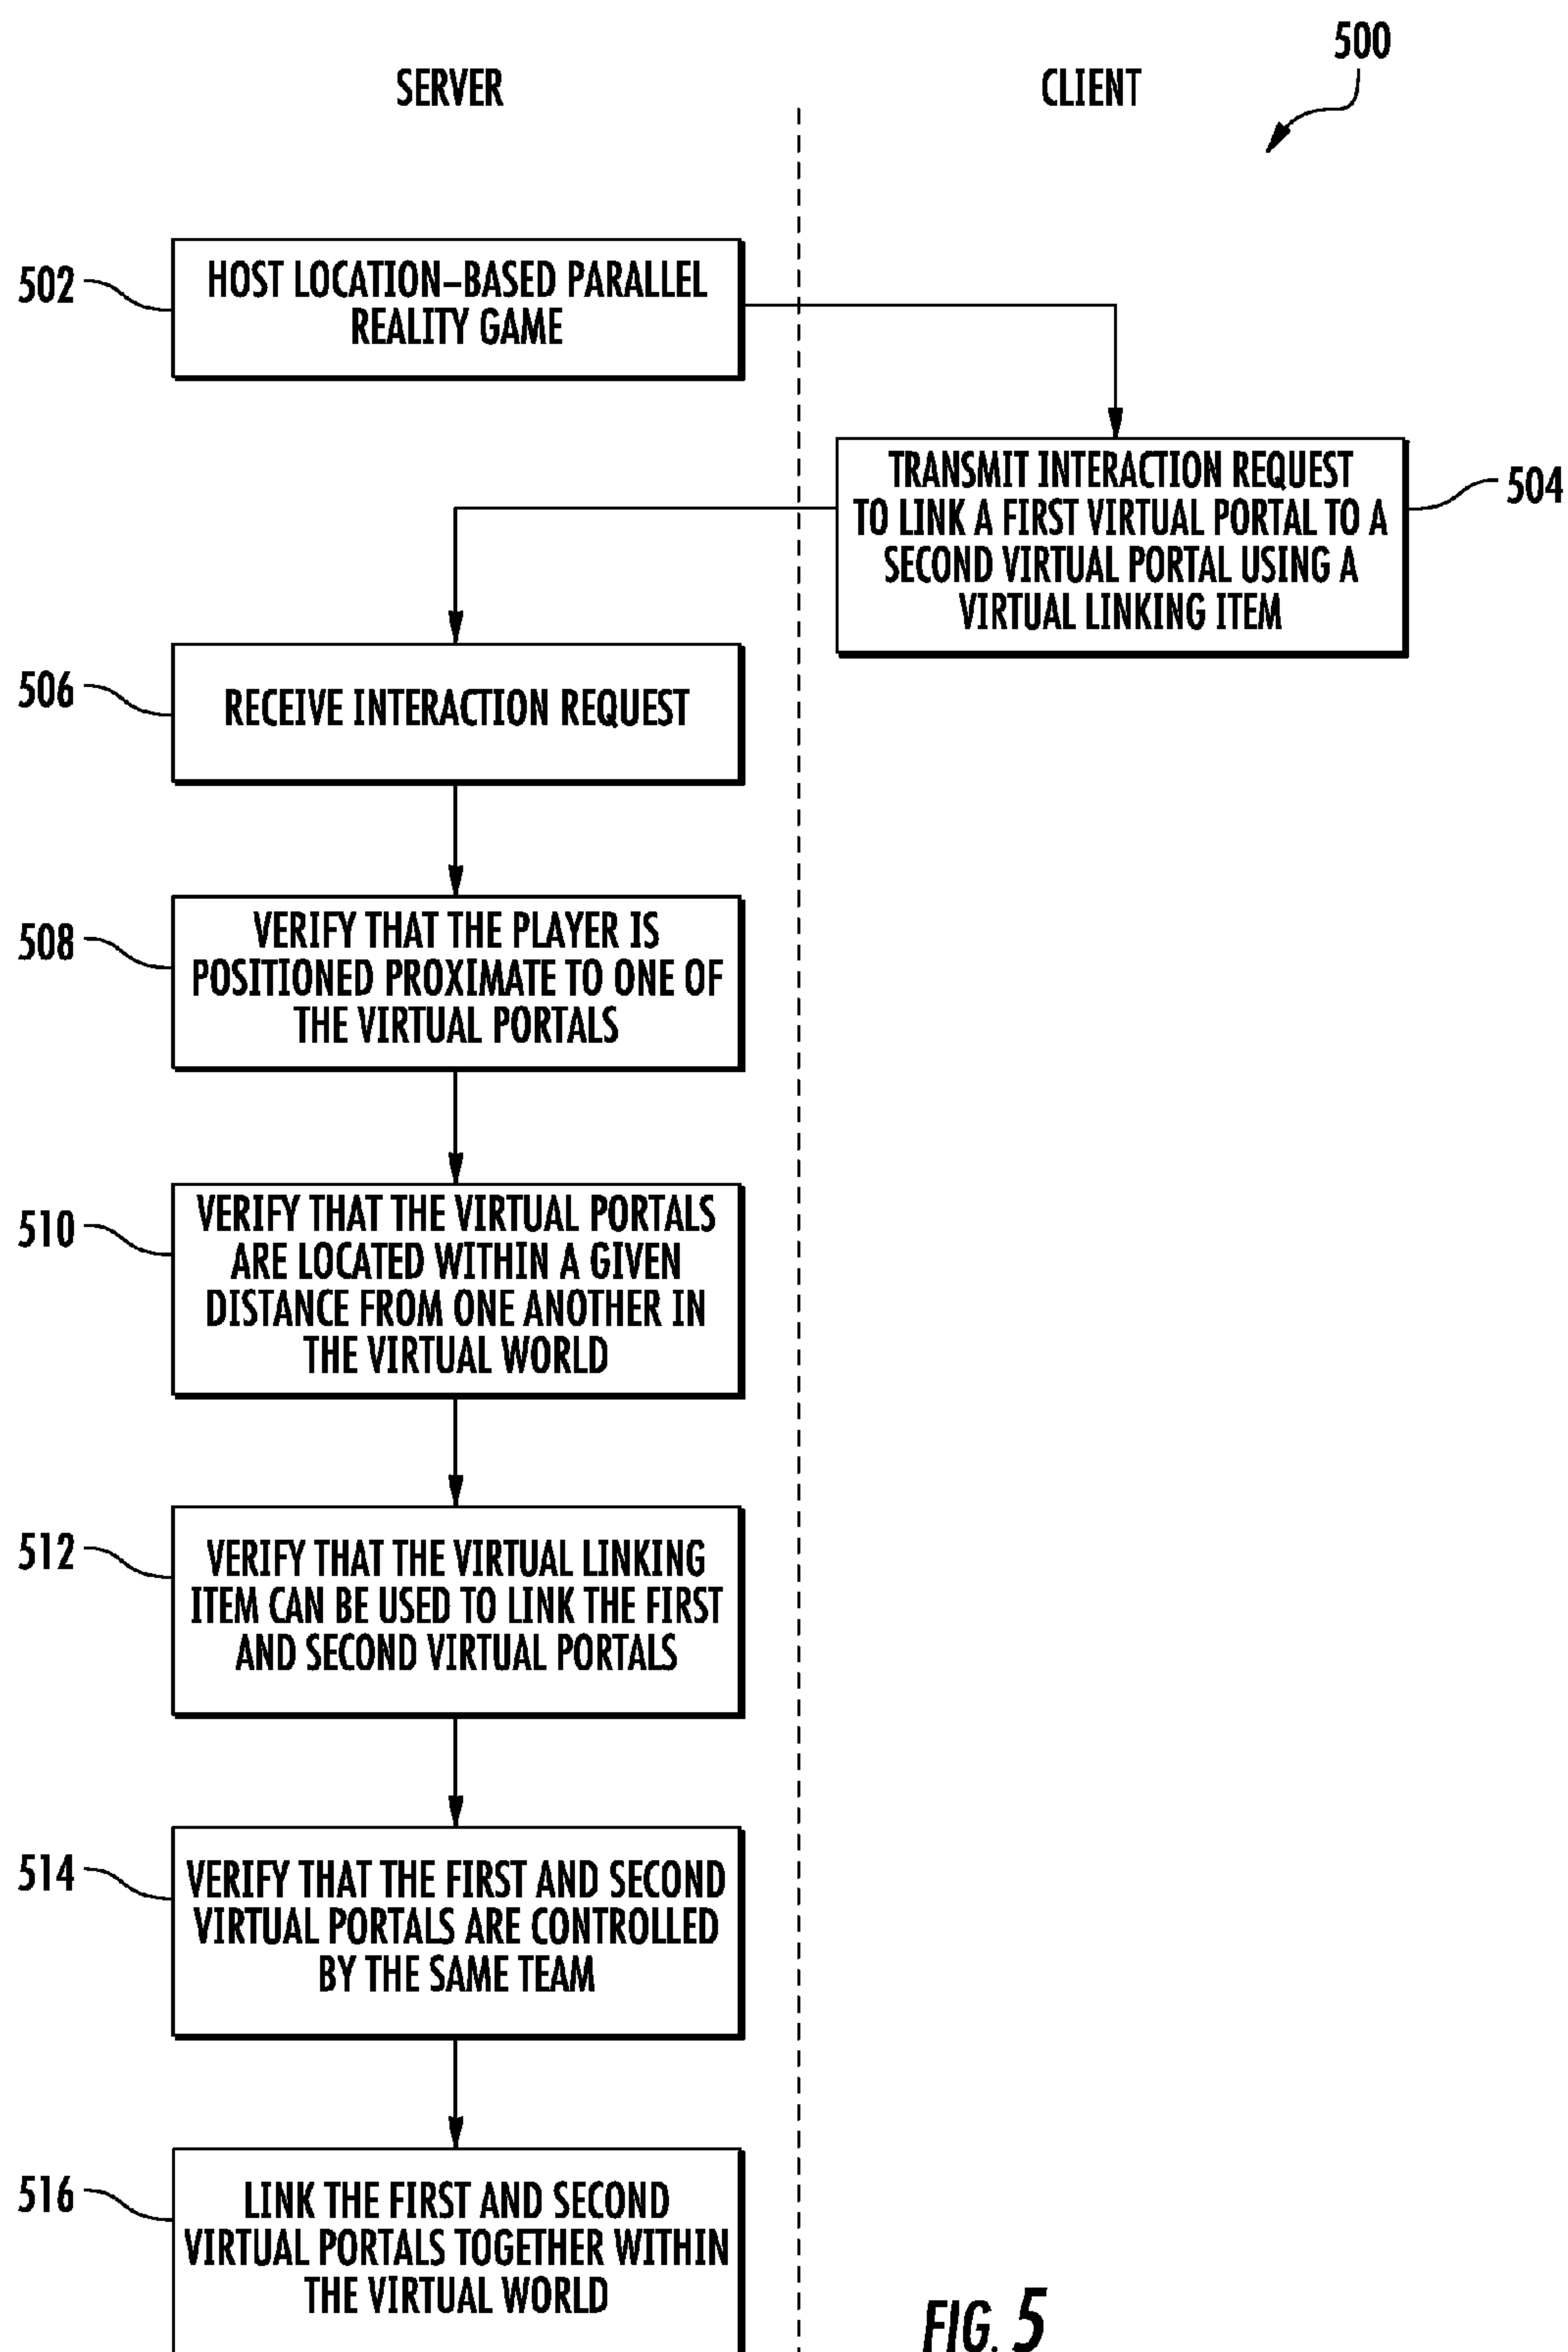 500
SERVER
CLIENT
502
HOST LOCATION–BASED PARALLEL
REALITY GAME
TRANSMIT INTERACTION REQUEST
TO LINK A FIRST VIRTUAL PORTAL TO A
SECOND VIRTUAL PORTAL USING A
VIRTUAL LINKING ITEM
504
506
RECEIVE INTERACTION REQUEST
508
VERIFY THAT THE PLAYER IS
POSITIONED PROXIMATE TO ONE OF
THE VIRTUAL PORTALS
510
VERIFY THAT THE VIRTUAL PORTALS
ARE LOCATED WITHIN A GIVEN
DISTANCE FROM ONE ANOTHER IN
THE VIRTUAL WORLD
512
VERIFY THAT THE VIRTUAL LINKING
ITEM CAN BE USED TO LINK THE FIRST
AND SECOND VIRTUAL PORTALS
514
VERIFY THAT THE FIRST AND SECOND
VIRTUAL PORTALS ARE CONTROLLED
BY THE SAME TEAM
516
LINK THE FIRST AND SECOND
VIRTUAL PORTALS TOGETHER WITHIN
THE VIRTUAL WORLD
FIG. 5